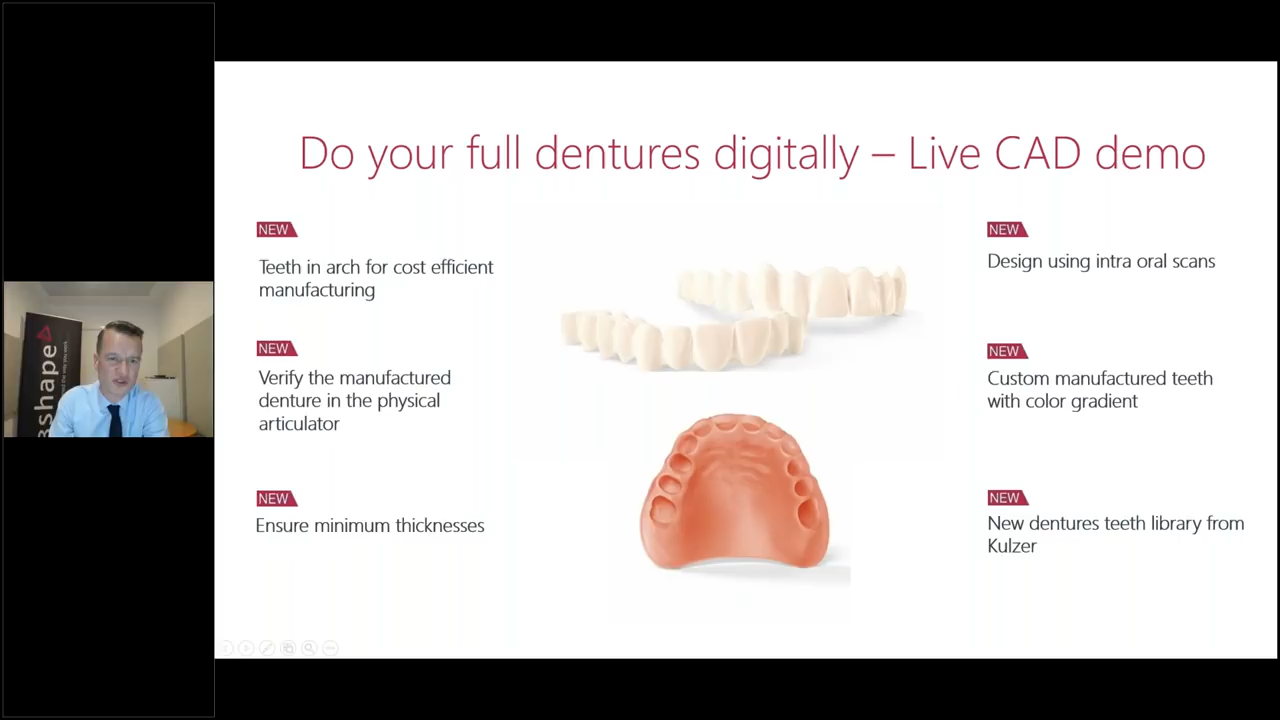 Do your full dentures digitally – Live CAD demo
NEW
Teeth in arch for cost efficient
manufacturing
NEW
Verify the manufactured
denture in the physical
articulator
NEW
Ensure minimum thicknesses
NEW
Design using intra oral scans
NEW
Custom manufactured teeth
with color gradient
NEW
New dentures teeth library from
Kulzer
3shape